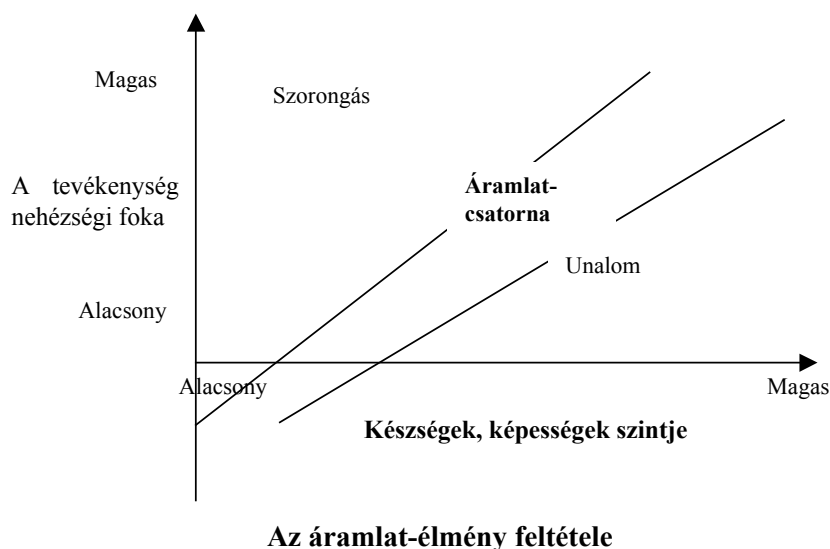 Magas
Szorongás
A tevékenység
nehézségi foka
Áramlat-
csatorna
Unalom
Alacsony
Alacsony
Magas
Készségek, képességek szintje
Az áramlat-élmény feltétele